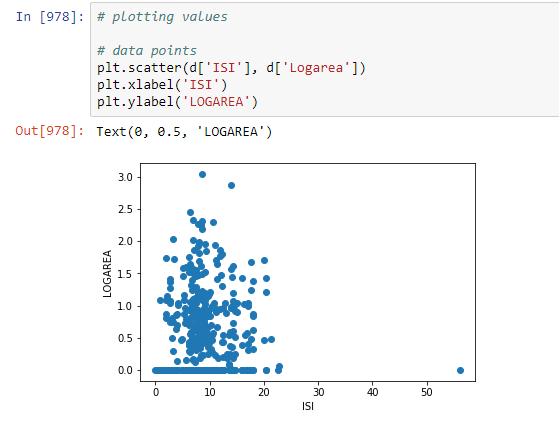 In [978]: # plotting values
# data points
plt.scatter(d['ISI'], d['Logarea'])
plt.xlabel('ISI')
plt.ylabel('LOGAREA')
Out[978]: Text(0, 0.5, 'LOGAREA')
3.0
2.5
2.0
1.5
1.0
0.5
0.0
LOGAREA
0 10 20 30 40 50
ISI